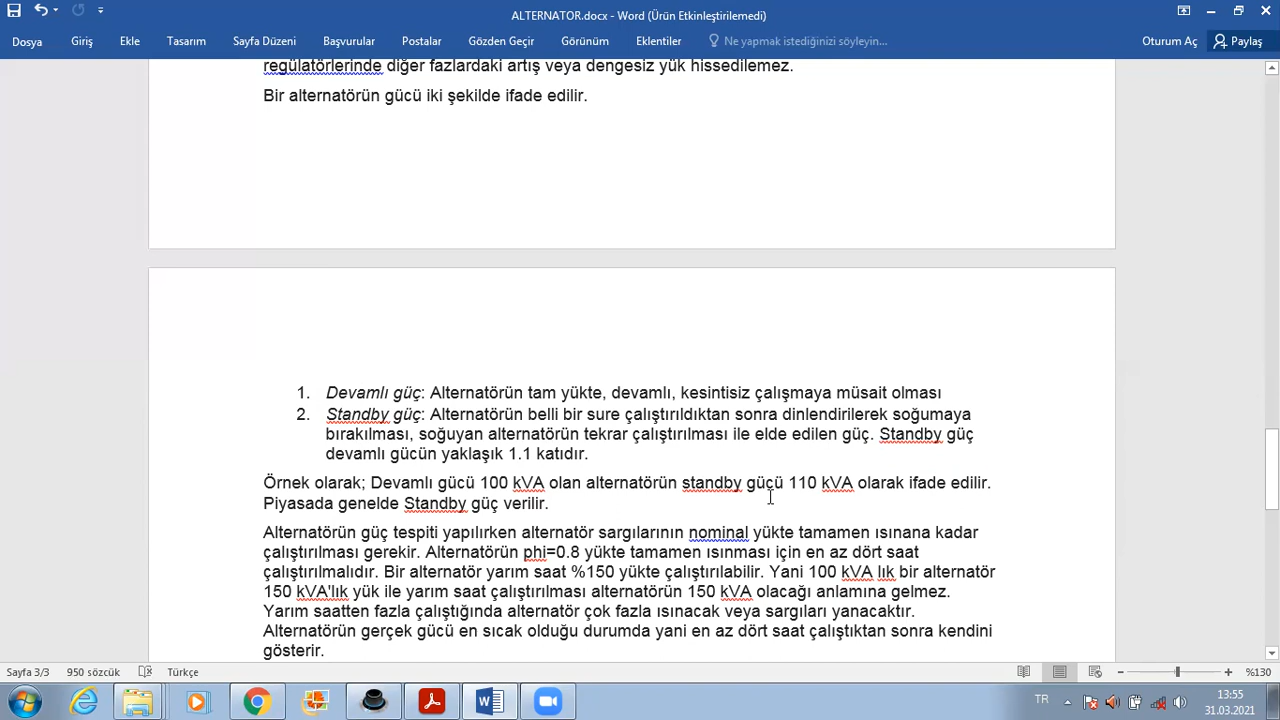 ALTERNATOR.docx - Word (Ürün Etkinleştirilemedi)
Dosya Giriş Ekle Tasarım Sayfa Düzeni Başvurular Postalar Gözden Geçir Görünüm Eklentiler Ne yapmak istediğinizi söyleyin... Oturum Aç Paylaş
regülatörlerinde diğer fazlardaki artış veya dengesiz yük hissedilemez.
Bir alternatörün gücü iki şekilde ifade edilir.
1. Devamlı güç: Alternatörün tam yükte, devamlı, kesintisiz çalışmaya müsait olması
2. Standby güç: Alternatörün belli bir sure çalıştırıldıktan sonra dinlendirilerek soğumaya
bırakılması, soğuyan alternatörün tekrar çalıştırılması ile elde edilen güç. Standby güç
devamlı gücün yaklaşık 1.1 katıdır.
Örnek olarak; Devamlı gücü 100 kVA olan alternatörün standby gücü 110 kVA olarak ifade edilir.
Piyasada genelde Standby güç verilir.
Alternatörün güç tespiti yapılırken alternatör sargılarının nominal yükte tamamen ısınana kadar
çalıştırılması gerekir. Alternatörün phi=0.8 yükte tamamen ısınması için en az dört saat
çalıştırılmalıdır. Bir alternatör yarım saat %150 yükte çalıştırılabilir. Yani 100 kVA lık bir alternatör
150 kVA'lık yük ile yarım saat çalıştırılması alternatörün 150 kVA olacağı anlamına gelmez.
Yarım saatten fazla çalıştığında alternatör çok fazla ısınacak veya sargıları yanacaktır.
Alternatörün gerçek gücü en sıcak olduğu durumda yani en az dört saat çalıştıktan sonra kendini
gösterir.
Sayfa 3/3 950 sözcük Türkçe %130
TR 13:55
31.03.2021